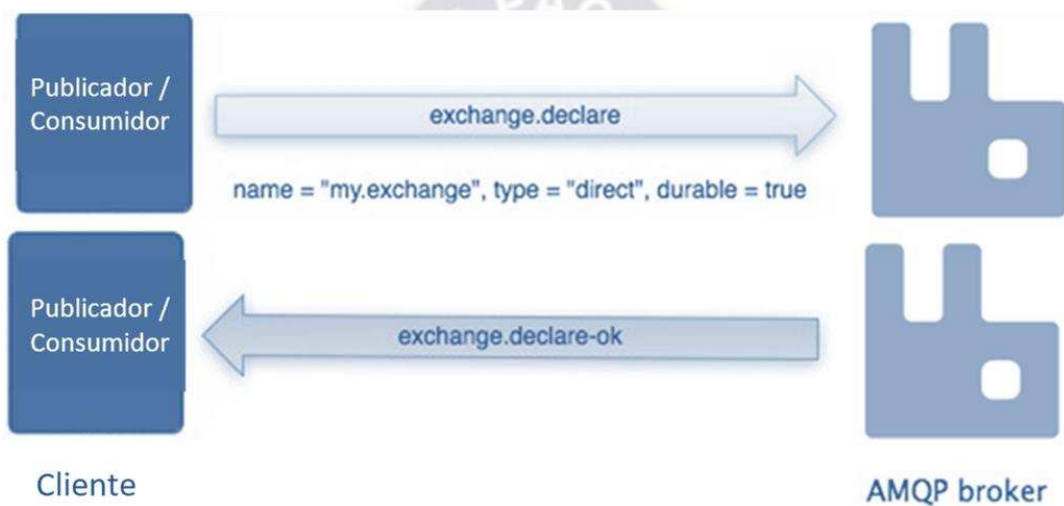 Publicador /
Consumidor
exchange.declare
name = "my.exchange", type = "direct", durable = true
Publicador /
Consumidor
exchange.declare-ok
Cliente
AMQP broker